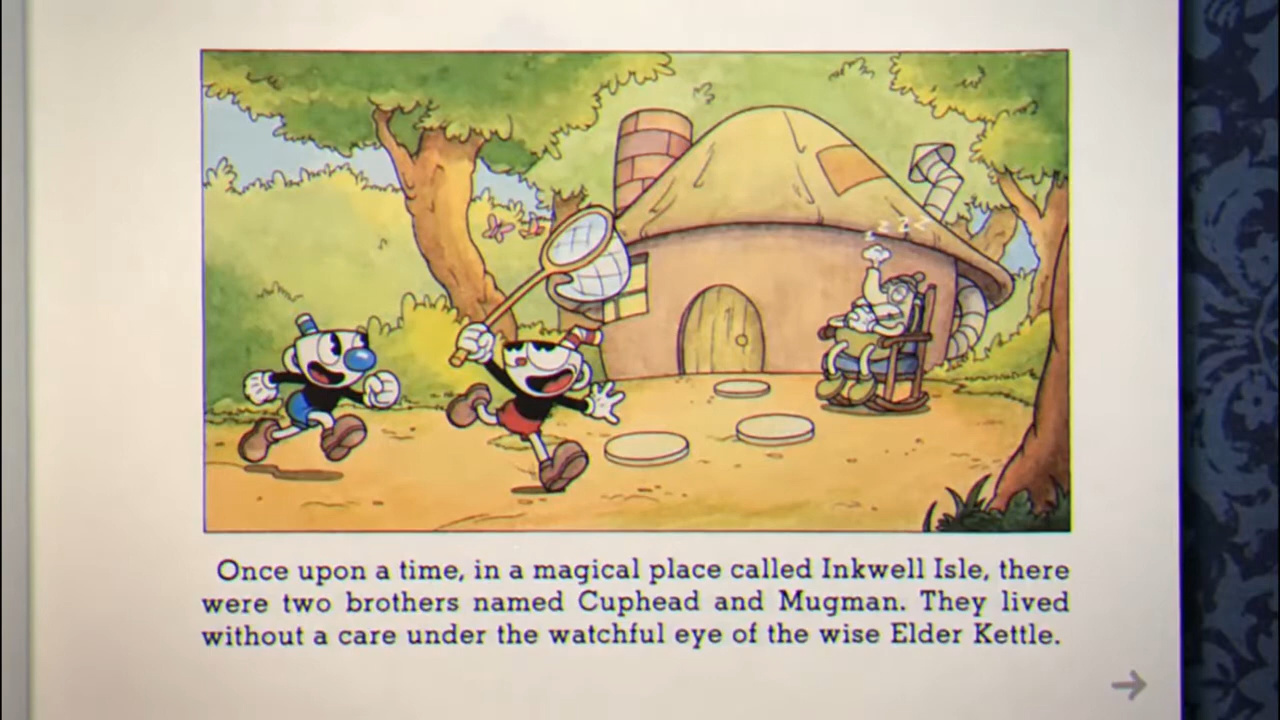 z z z z
Once upon a time, in a magical place called Inkwell Isle, there
were two brothers named Cuphead and Mugman. They lived
without a care under the watchful eye of the wise Elder Kettle.